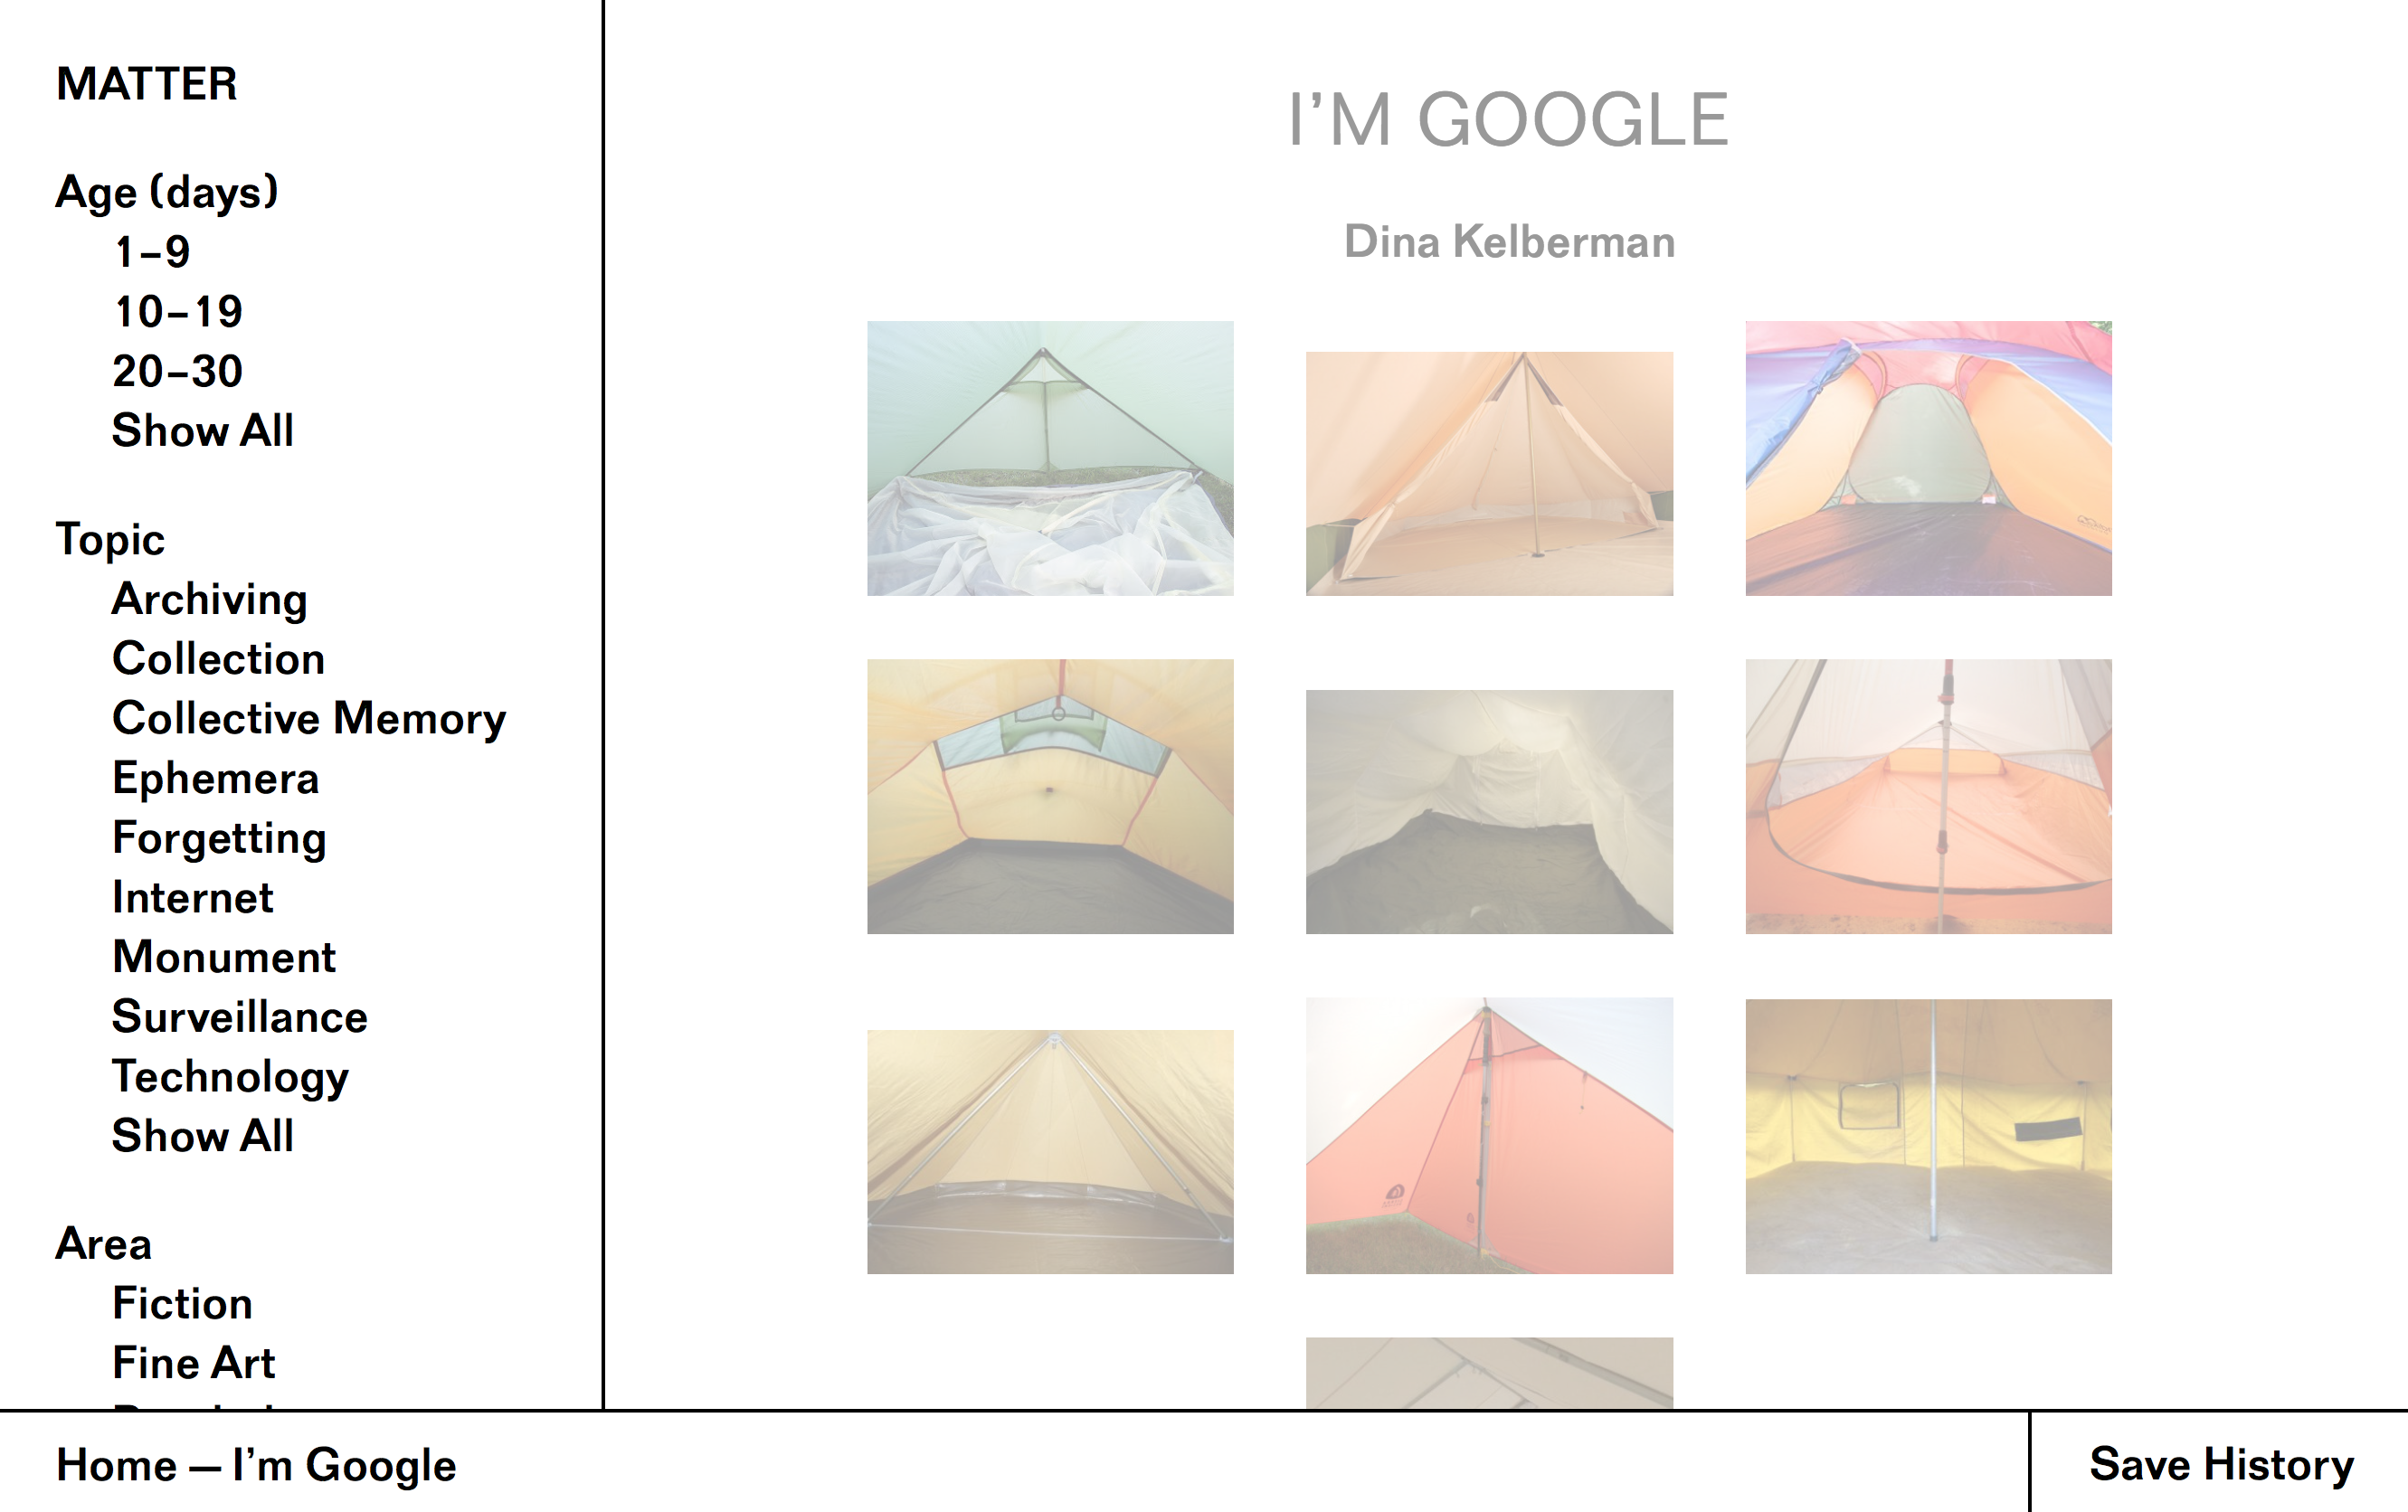 MATTER
Age (days)
1–9
10–19
20–30
Show All
Topic
Archiving
Collection
Collective Memory
Ephemera
Forgetting
Internet
Monument
Surveillance
Technology
Show All
Area
Fiction
Fine Art
I’M GOOGLE
Dina Kelberman
Home — I’m Google
Save History